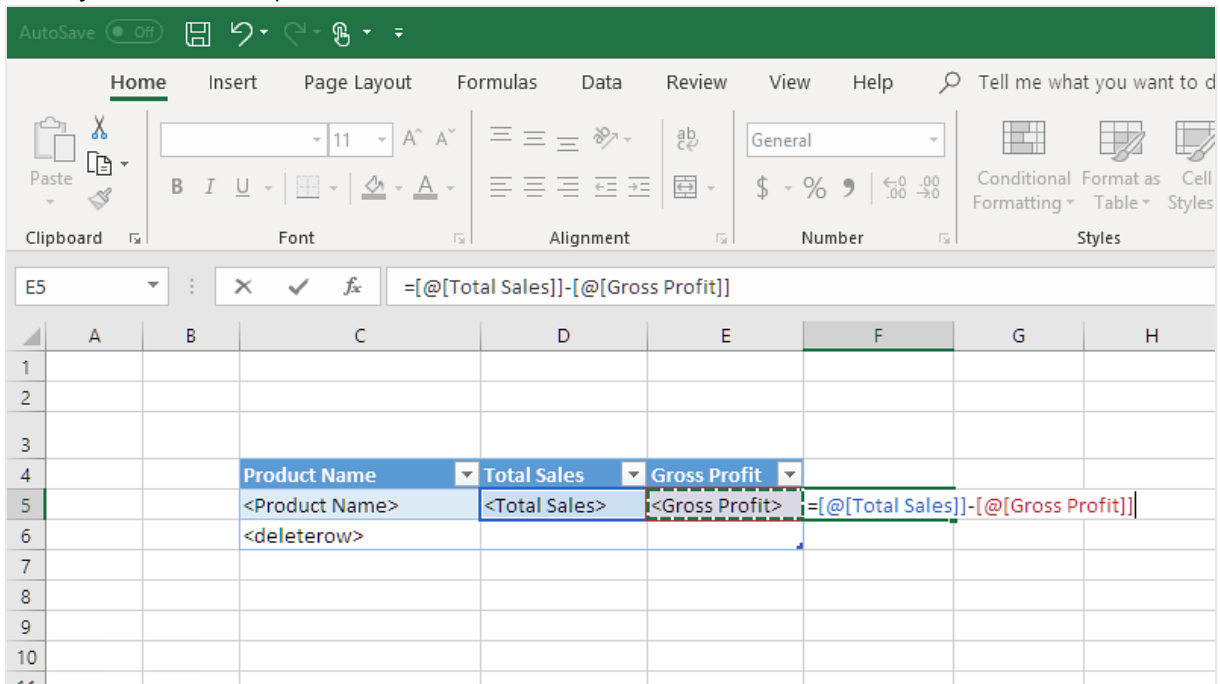 AutoSave Off
Home Insert Page Layout Formulas Data Review View Help Tell me what you want to d
Paste
11
General
Conditional Formatting
Format as Table
Cell Styles
Clipboard Font Alignment Number Styles
E5 fx =[@[Total Sales]]-[@[Gross Profit]]
A B C D E F G H
1
2
3
4 Product Name Total Sales Gross Profit
5 <Product Name> <Total Sales> <Gross Profit> =[@[Total Sales]]-[@[Gross Profit]]
6 <deleterow>
7
8
9
10